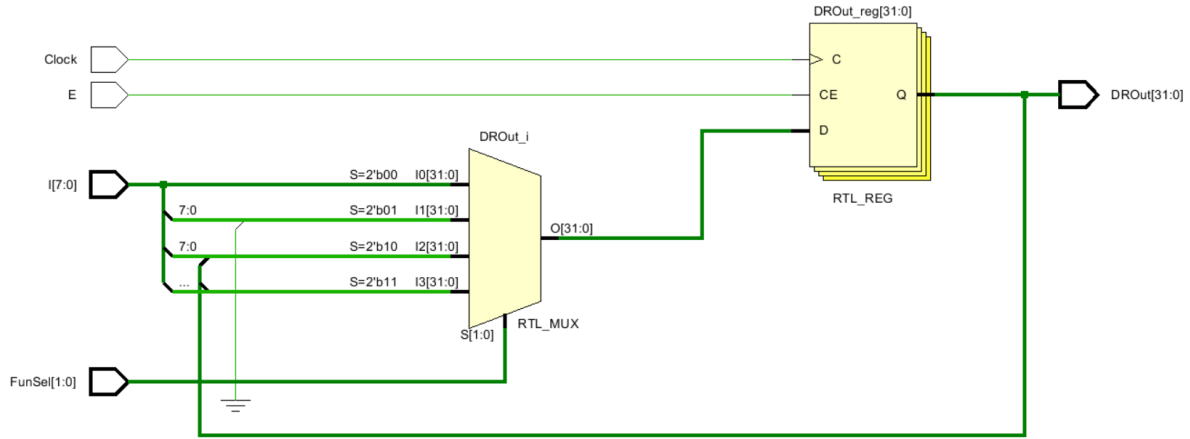 DROut_reg[31:0]
Clock
C
E
CE
Q
DROut[31:0]
D
DROut_i
I[7:0]
S=2'b00 I0[31:0]
RTL_REG
7:0
S=2'b01 I1[31:0]
O[31:0]
7:0
S=2'b10 I2[31:0]
...
S=2'b11 I3[31:0]
RTL_MUX
S[1:0]
FunSel[1:0]